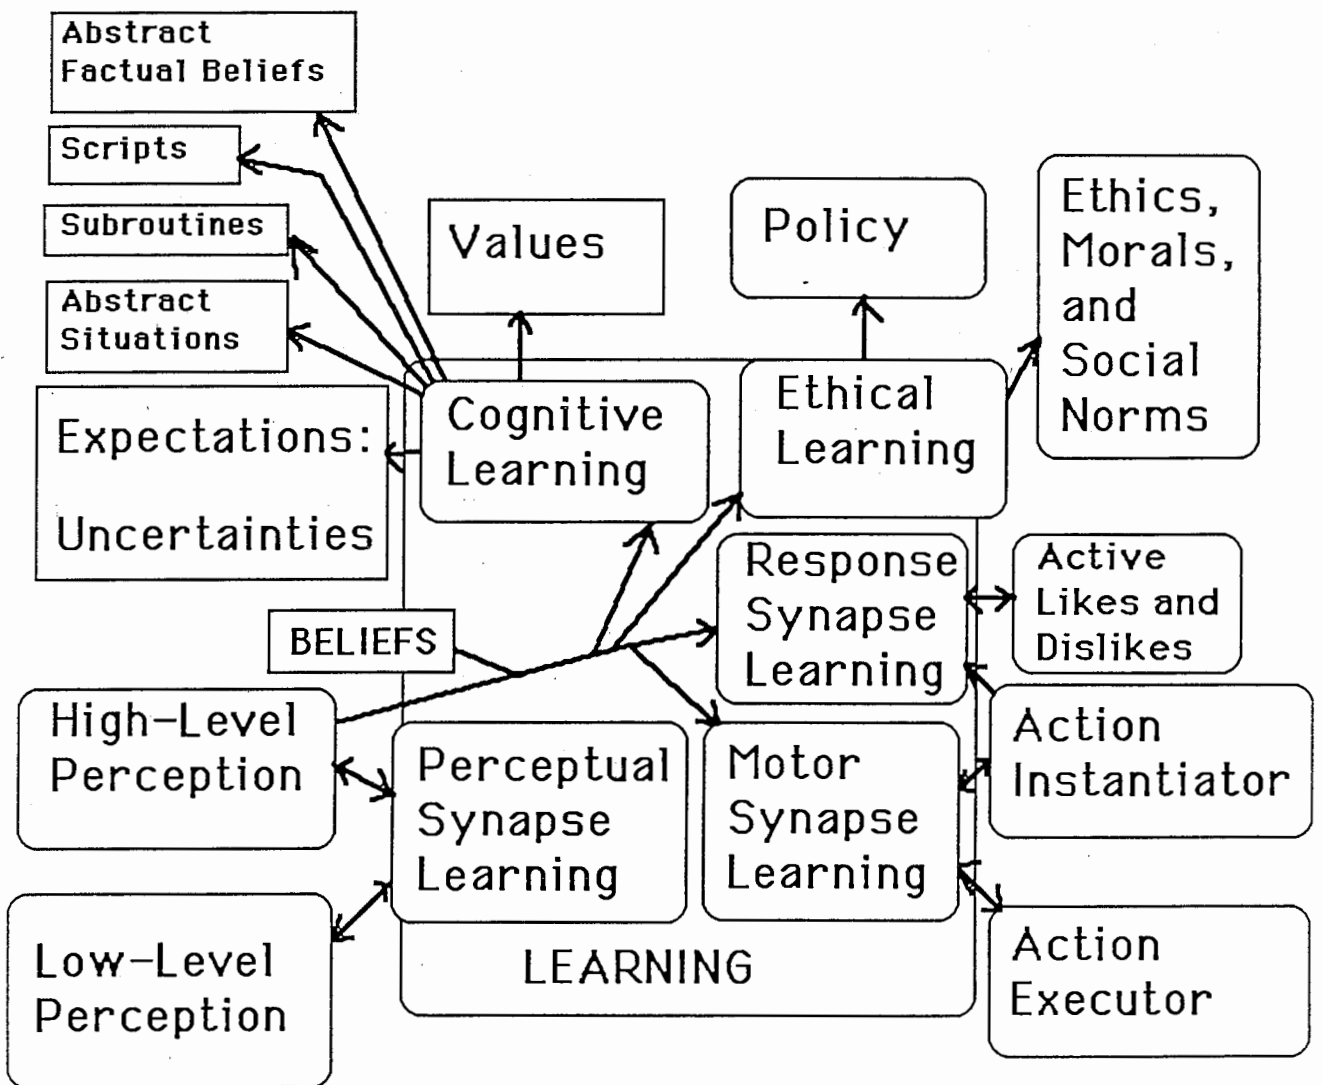 Abstract
Factual Beliefs
Scripts
Subroutines
Abstract
Situations
Expectations:
Uncertainties
Values
Policy
Ethics,
Morals,
and
Social
Norms
Cognitive
Learning
Ethical
Learning
Response
Synapse
Learning
Active
Likes and
Dislikes
BELIEFS
High-Level
Perception
Perceptual
Synapse
Learning
Motor
Synapse
Learning
Action
Instantiator
Low-Level
Perception
LEARNING
Action
Executor